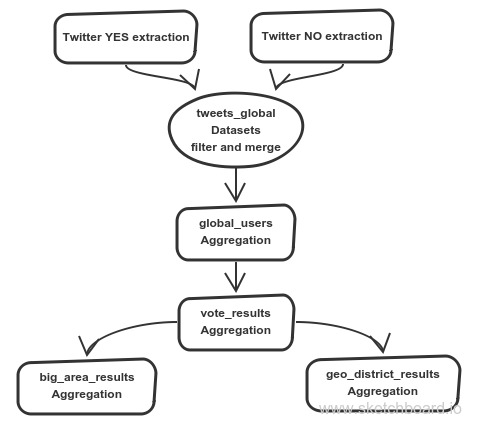 Twitter YES extraction
Twitter NO extraction
tweets_global
Datasets
filter and merge
global_users
Aggregation
vote_results
Aggregation
big_area_results
Aggregation
geo_district_results
Aggregation
www.sketchboard.io